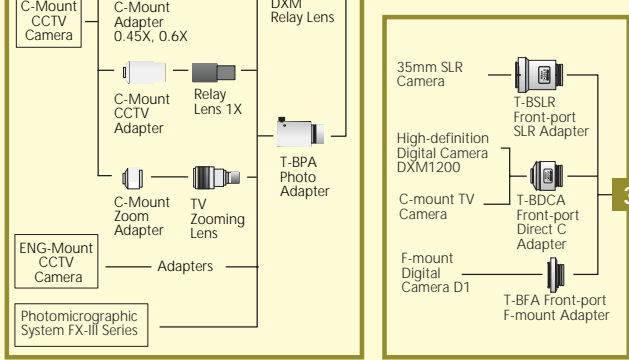 C-Mount
CCTV
Camera
C-Mount
Adapter
0.45X, 0.6X
DXM
Relay Lens
C-Mount
CCTV
Adapter
Relay
Lens 1X
T-BPA
Photo
Adapter
C-Mount
Zoom
Adapter
TV
Zooming
Lens
ENG-Mount
CCTV
Camera
Adapters
Photomicrographic
System FX-III Series
35mm SLR
Camera
T-BSLR
Front-port
SLR Adapter
High-definition
Digital Camera
DXM1200
C-mount TV
Camera
T-BDCA
Front-port
Direct C
Adapter
F-mount
Digital
Camera D1
T-BFA Front-port
F-mount Adapter
3